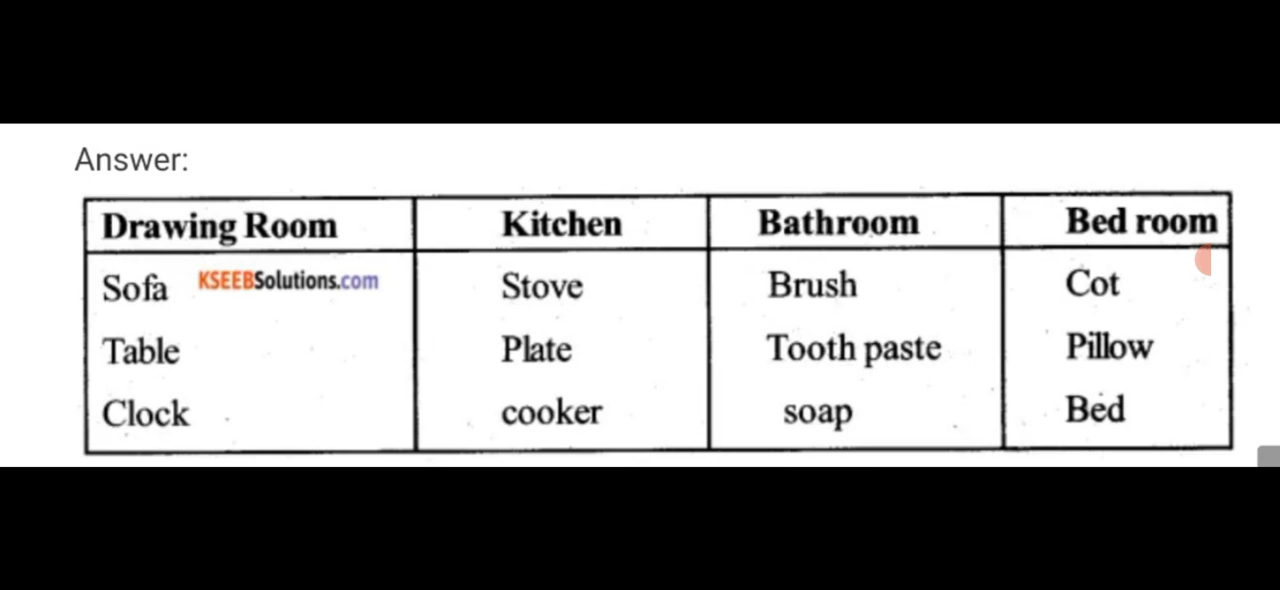 Answer:
Drawing Room Kitchen Bathroom Bed room
Sofa KSEEBSolutions.com Stove Brush Cot
Table Plate Tooth paste Pillow
Clock cooker soap Bed